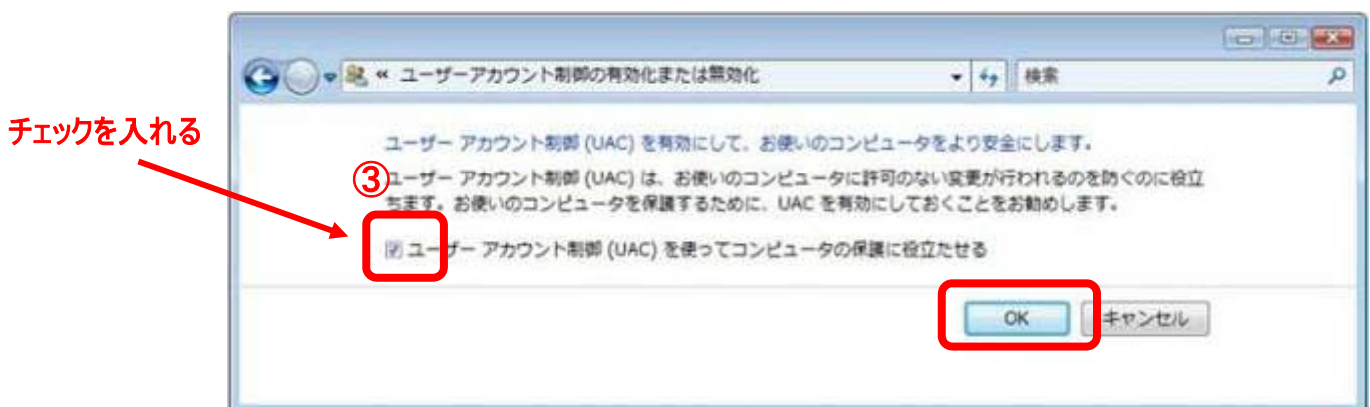 « ユーザーアカウント制御の有効化または無効化
検索
チェックを入れる
ユーザー アカウント制御 (UAC) を有効にして、お使いのコンピュータをより安全にします。
③
ユーザー アカウント制御 (UAC) は、お使いのコンピュータに許可のない変更が行われるのを防ぐのに役立
ちます。お使いのコンピュータを保護するために、UAC を有効にしておくことをお勧めします。
ユーザー アカウント制御 (UAC) を使ってコンピュータの保護に役立たせる
OK
キャンセル